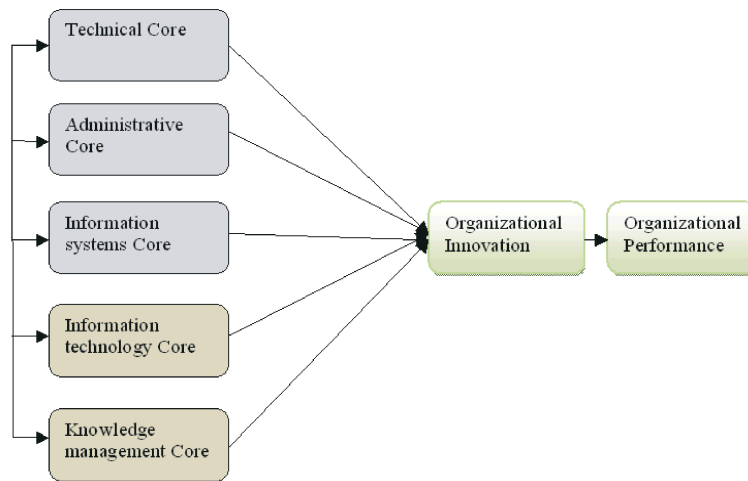 Technical Core
Administrative
Core
Information
systems Core
Information
technology Core
Knowledge
management Core
Organizational
Innovation
Organizational
Performance